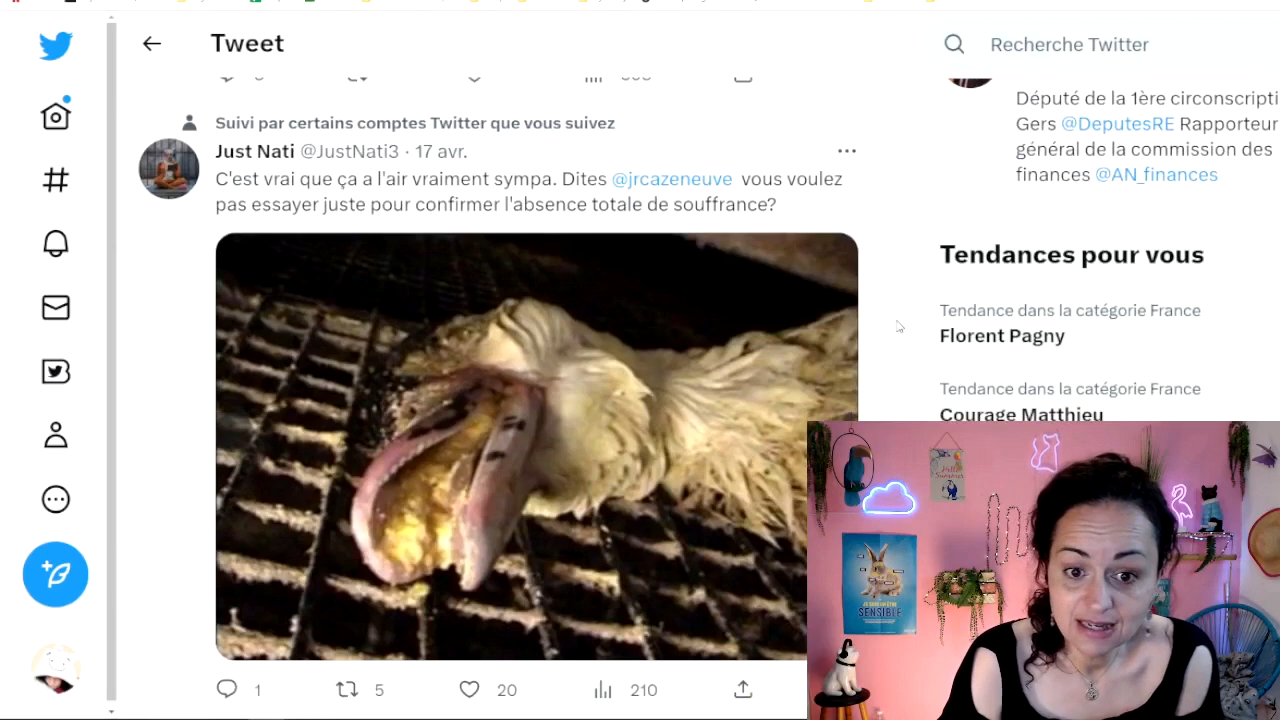 Tweet
Recherche Twitter
Suivi par certains comptes Twitter que vous suivez
Just Nati @JustNati3 · 17 avr.
C'est vrai que ça a l'air vraiment sympa. Dites @jrcazeneuve vous voulez
pas essayer juste pour confirmer l'absence totale de souffrance?
1
5
20
210
Député de la 1ère circonscripti
Gers @DeputesRE Rapporteur
général de la commission des
finances @AN_finances
Tendances pour vous
Tendance dans la catégorie France
Florent Pagny
Tendance dans la catégorie France
Courage Matthieu
SENSIBLE